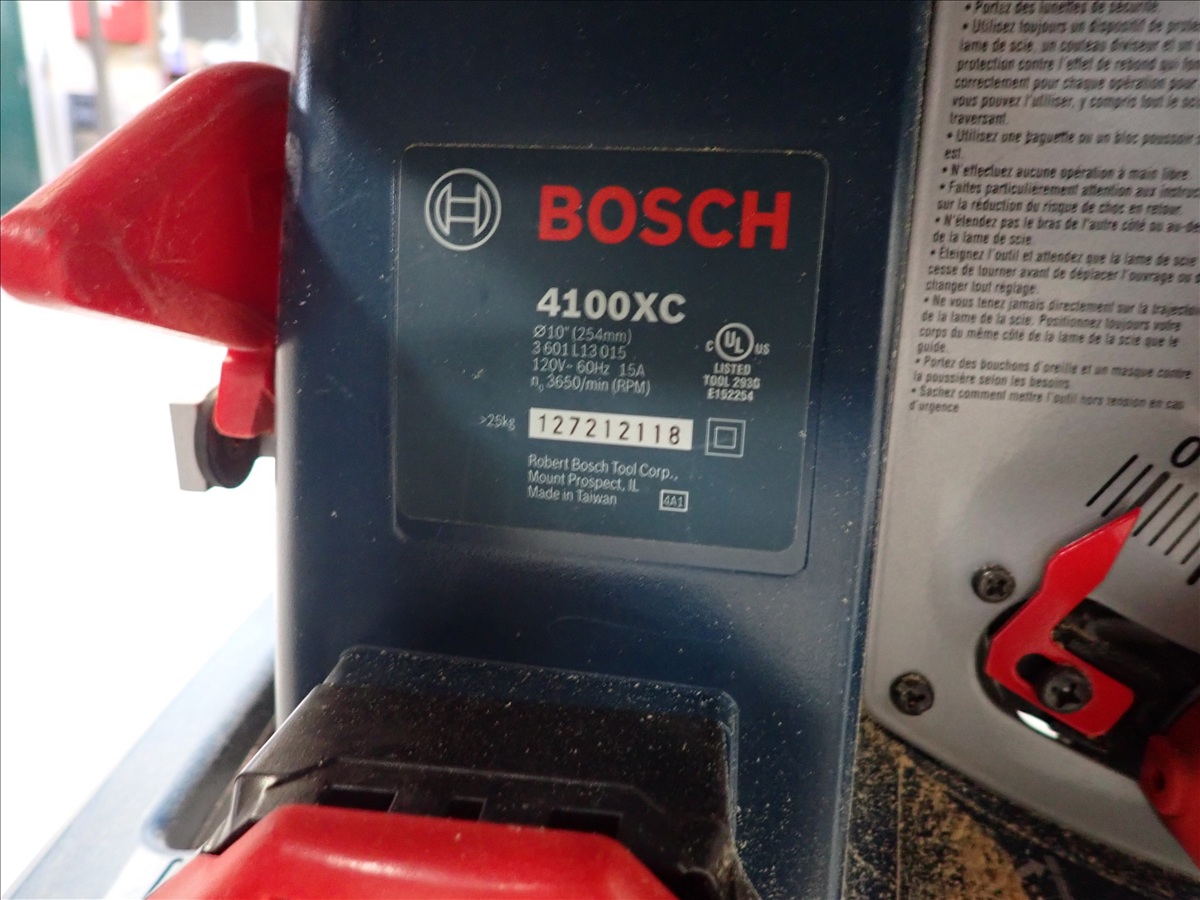 BOSCH
4100XC
Ø10"(254mm)
3 601 L13 015
120V~ 60Hz 15A
n₀ 3650/min (RPM)
C UL US
LISTED
TOOL 293G
E152254
>25kg
127212118
Robert Bosch Tool Corp.,
Mount Prospect, IL
Made in Taiwan
4A1
• Portez des lunettes de sécurité.
• Utilisez toujours un dispositif de
lame de scie, un couteau diviseur et un
protection contre l'effet de rebond qui
correctement pour chaque opération pour
vous pouvez l'utiliser, y compris tout le
traversant.
• Utilisez une baguette ou un bloc poussoir
est.
• N'effectuez aucune opération à main libre.
• Faites particulièrement attention aux
sur la réduction du risque de choc en retour.
• N'étendez pas le bras de l'autre côté ou
de la lame de scie.
• Éteignez l'outil et attendez que la lame de scie
cesse de tourner avant de déplacer l'ouvrage ou
changer tout réglage.
• Ne vous tenez jamais directement sur la
de la lame de la scie. Positionnez toujours votre
corps du même côté de la lame de la scie que le
guide.
• Portez des bouchons d'oreille et un masque contre
la poussière selon les besoins.
• Sachez comment mettre l'outil hors tension en cas
d'urgence
0